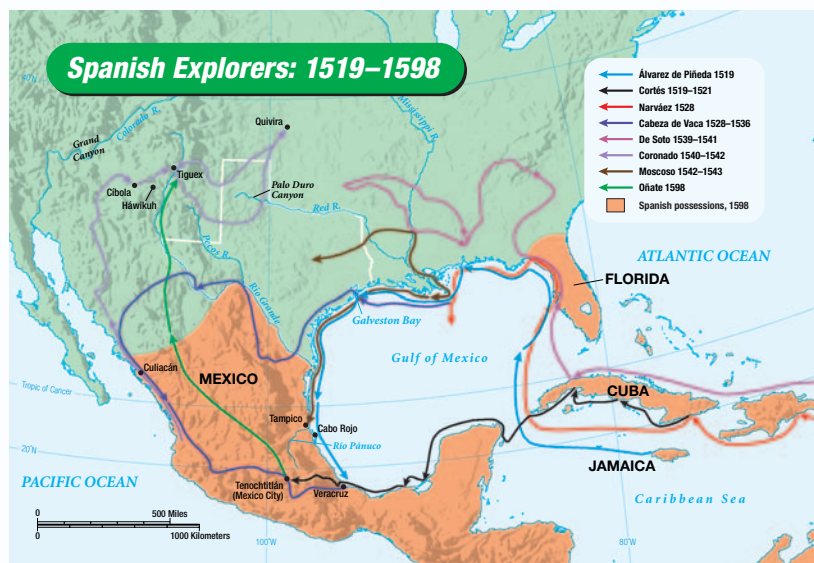 Spanish Explorers: 1519–1598
Álvarez de Piñeda 1519
Cortés 1519–1521
Narváez 1528
Cabeza de Vaca 1528–1536
De Soto 1539–1541
Coronado 1540–1542
Moscoso 1542–1543
Oñate 1598
Spanish possessions, 1598
40˚N
Colorado R.
Grand
Canyon
Quivira
Mississippi R.
Tiguex
Cíbola
Háwikuh
Palo Duro
Canyon
Red R.
Pecos R.
Rio Grande
ATLANTIC OCEAN
FLORIDA
Galveston Bay
Gulf of Mexico
Culiacán
MEXICO
Tropic of Cancer
CUBA
Tampico
Cabo Rojo
Río Pánuco
20˚N
JAMAICA
PACIFIC OCEAN
Tenochtitlán
(Mexico City)
Veracruz
Caribbean Sea
0
500 Miles
0
1000 Kilometers
100˚W
80˚W